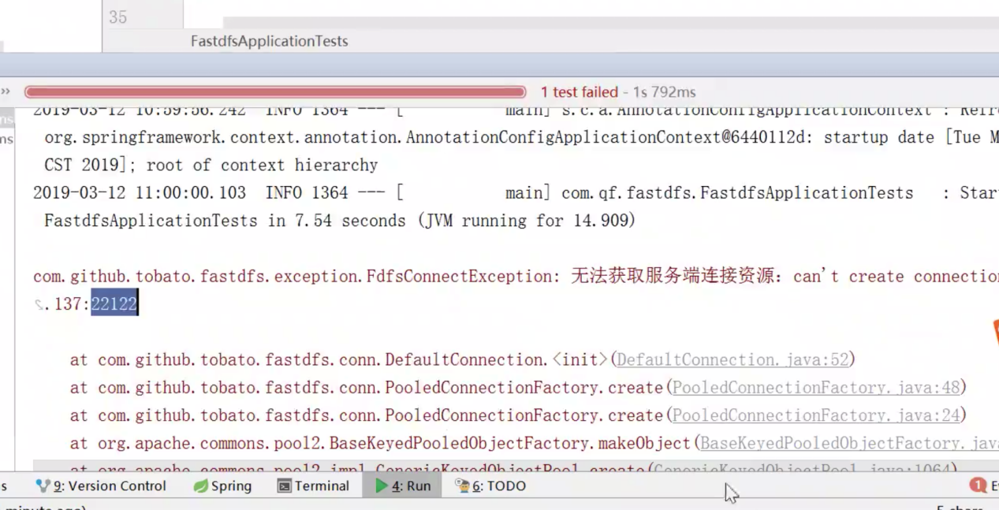 35
FastdfsApplicationTests
»
1 test failed - 1s 792ms
2019-03-12 10:59:56.242 INFO 1364 --- [ main] s.c.a.AnnotationConfigApplicationContext : Refre
org.springframework.context.annotation.AnnotationConfigApplicationContext@6440112d: startup date [Tue M
CST 2019]; root of context hierarchy
2019-03-12 11:00:00.103 INFO 1364 --- [ main] com.qf.fastdfs.FastdfsApplicationTests : Star
FastdfsApplicationTests in 7.54 seconds (JVM running for 14.909)
com.github.tobato.fastdfs.exception.FdfsConnectException: 无法获取服务端连接资源：can't create connection
.137:22122
at com.github.tobato.fastdfs.conn.DefaultConnection.<init>(DefaultConnection.java:52)
at com.github.tobato.fastdfs.conn.PooledConnectionFactory.create(PooledConnectionFactory.java:48)
at com.github.tobato.fastdfs.conn.PooledConnectionFactory.create(PooledConnectionFactory.java:24)
at org.apache.commons.pool2.BaseKeyedPooledObjectFactory.makeObject(BaseKeyedPooledObjectFactory.jav
at org.apache.commons.pool2.impl.GenericKeyedObjectPool.create(GenericKeyedObjectPool.java:1064)
s 9: Version Control Spring Terminal 4: Run 6: TODO 1 E
minute ago)